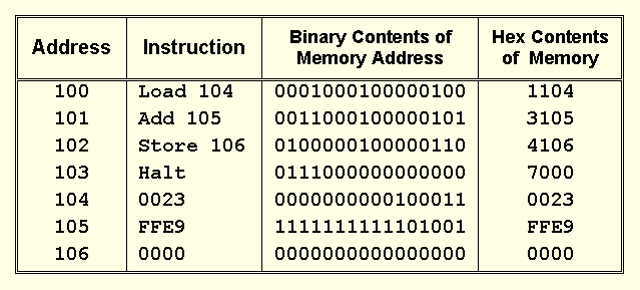 Address Instruction Binary Contents of Memory Address Hex Contents of Memory
100 Load 104 0001000100000100 1104
101 Add 105 0011000100000101 3105
102 Store 106 0100000100000110 4106
103 Halt 0111000000000000 7000
104 0023 0000000000100011 0023
105 FFE9 1111111111101001 FFE9
106 0000 0000000000000000 0000